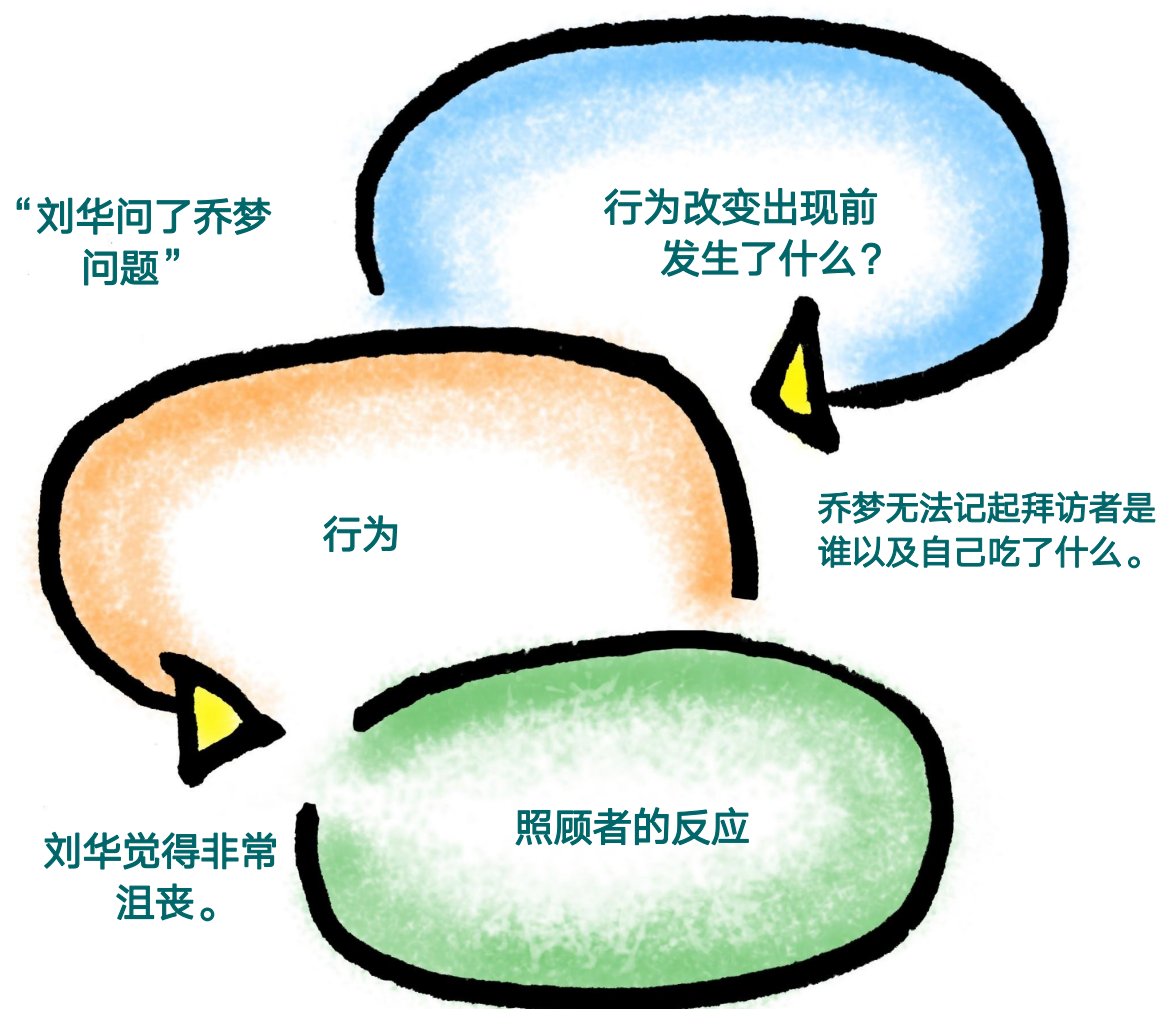 “刘华问了乔梦
问题”
行为改变出现前
发生了什么？
行为
乔梦无法记起拜访者是
谁以及自己吃了什么。
照顾者的反应
刘华觉得非常
沮丧。